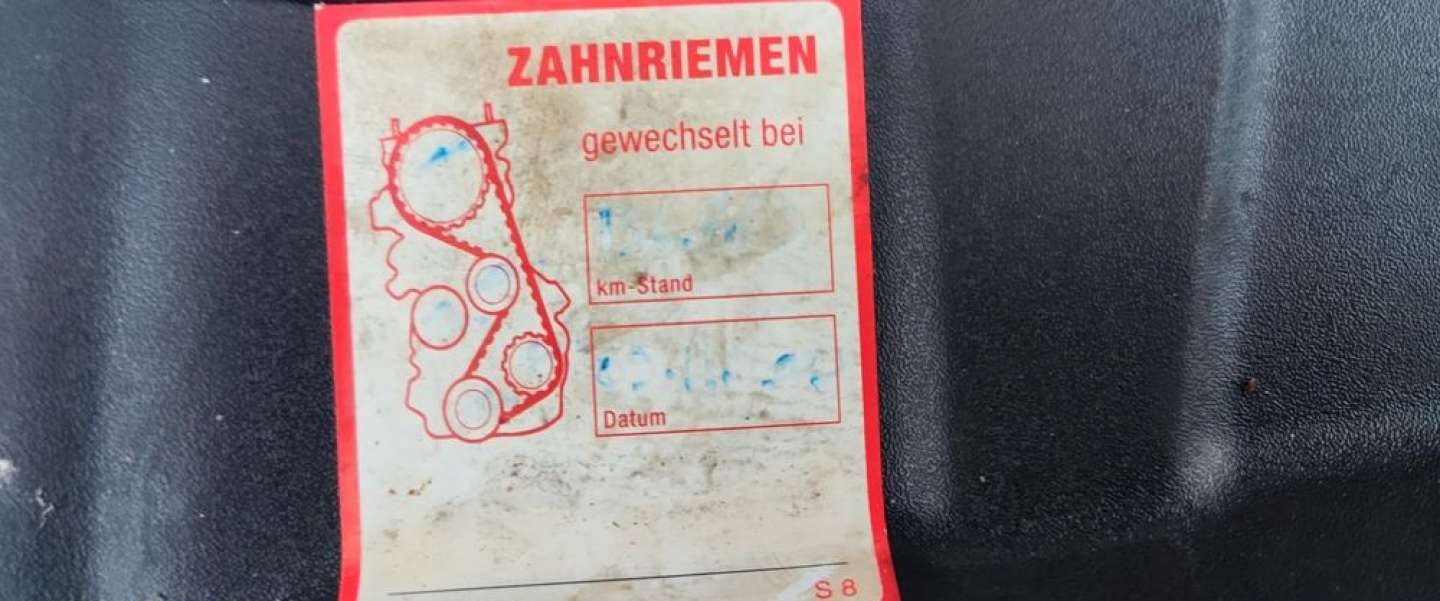 ZAHNRIEMEN
gewechselt bei
km-Stand
Datum
S 8